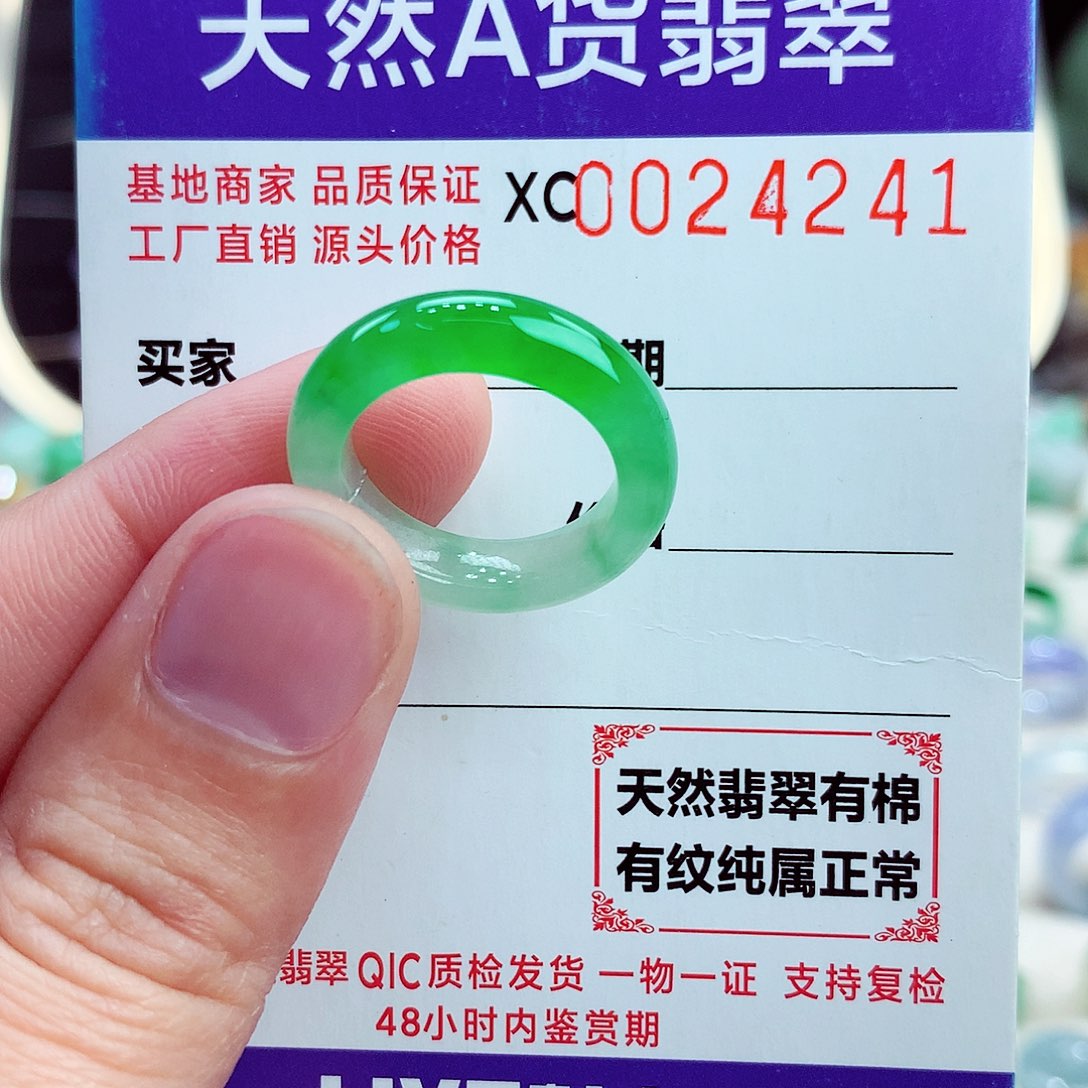 天然A货翡翠
基地商家 品质保证
工厂直销 源头价格
XC0024241
买家
期
天然翡翠有棉
有纹纯属正常
翡翠QIC质检发货 一物一证 支持复检
48小时内鉴赏期